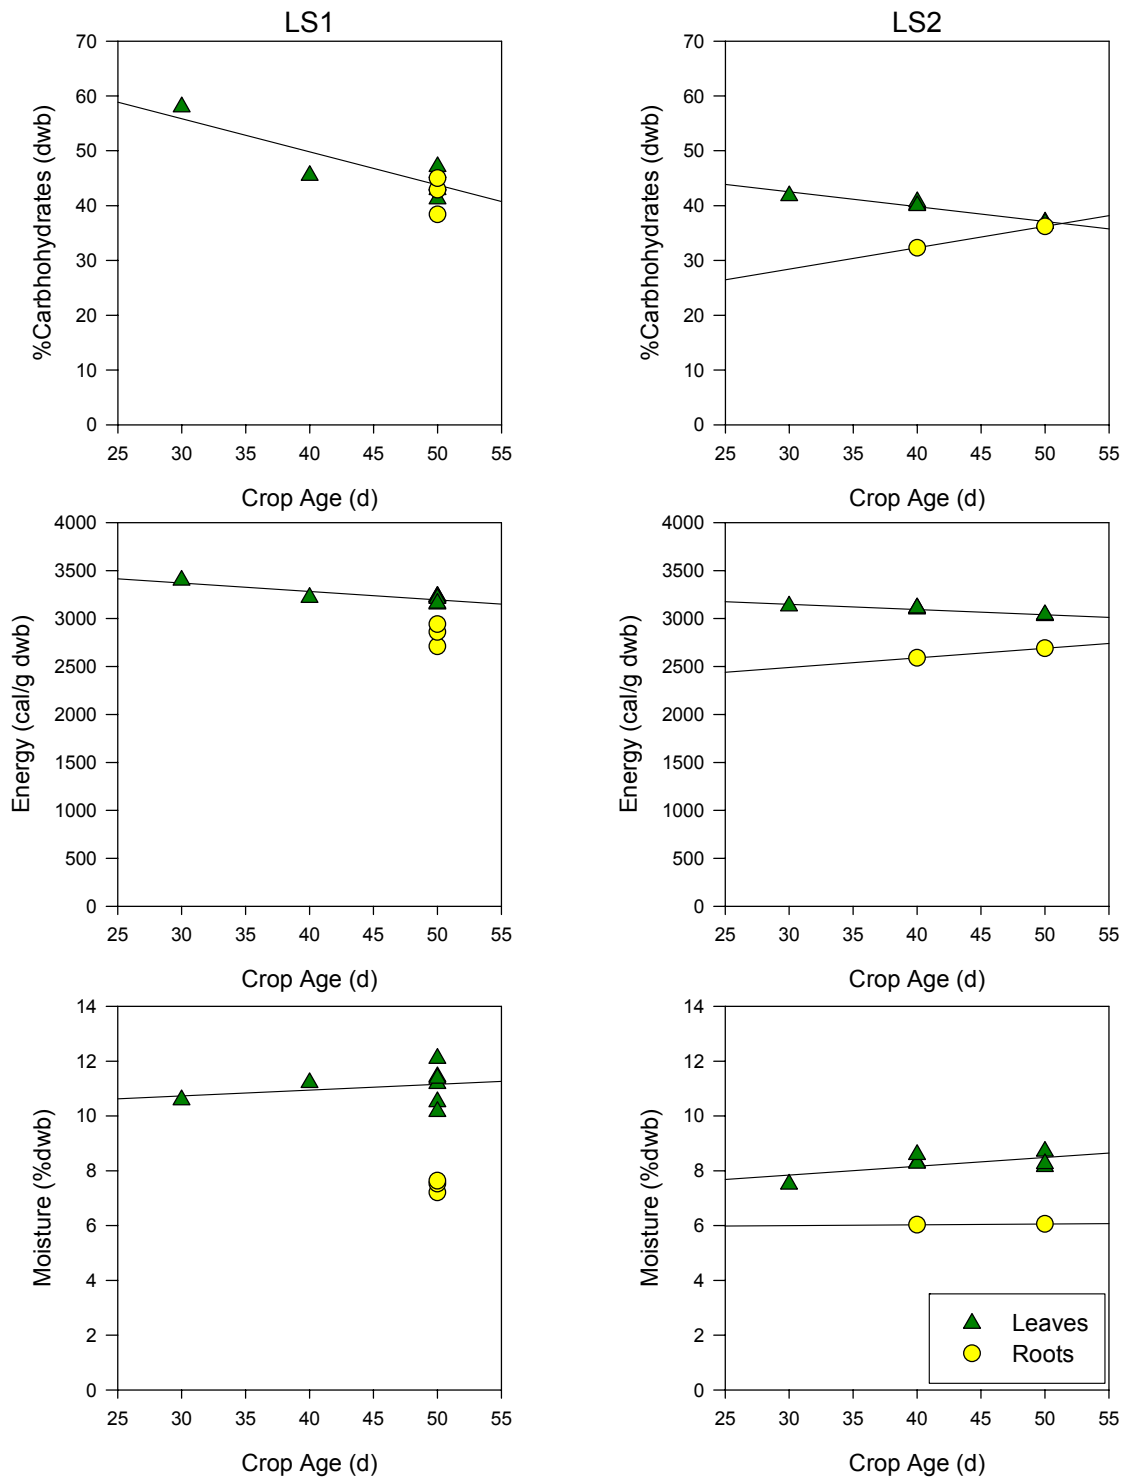 LS1
LS2
%Carbhohydrates (dwb)
70
60
50
40
30
20
10
0
25 30 35 40 45 50 55
Crop Age (d)
%Carbhohydrates (dwb)
70
60
50
40
30
20
10
0
25 30 35 40 45 50 55
Crop Age (d)
Energy (cal/g dwb)
4000
3500
3000
2500
2000
1500
1000
500
0
25 30 35 40 45 50 55
Crop Age (d)
Energy (cal/g dwb)
4000
3500
3000
2500
2000
1500
1000
500
0
25 30 35 40 45 50 55
Crop Age (d)
Moisture (%dwb)
14
12
10
8
6
4
2
0
25 30 35 40 45 50 55
Crop Age (d)
Moisture (%dwb)
14
12
10
8
6
4
2
0
25 30 35 40 45 50 55
Crop Age (d)
Leaves
Roots